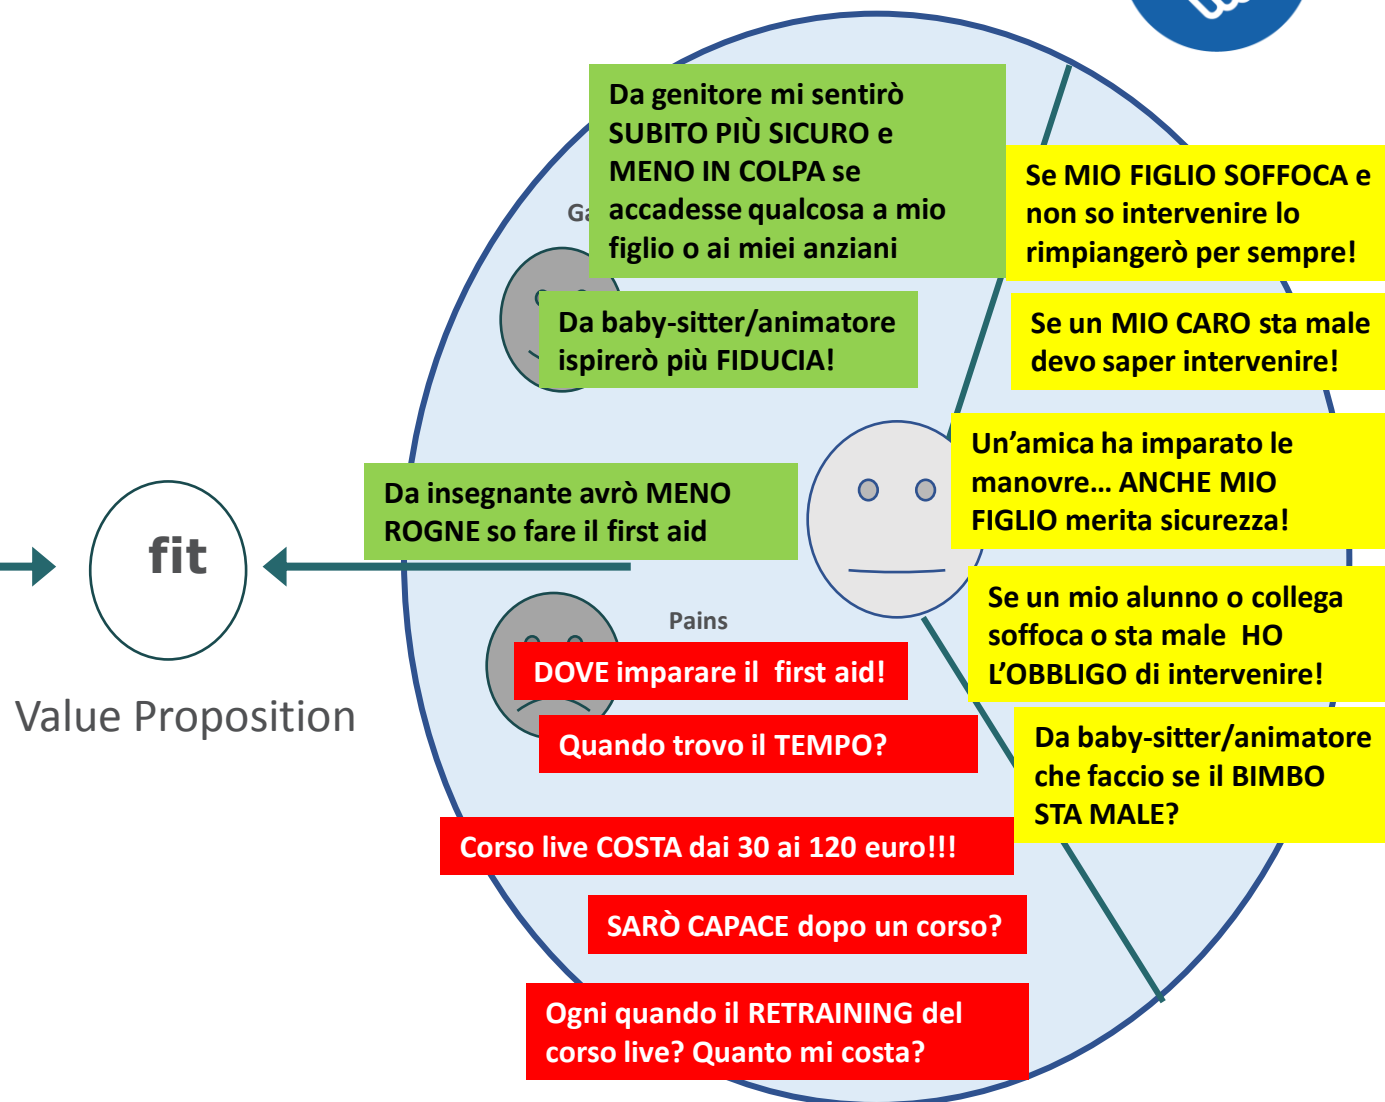 Da genitore mi sentirò
SUBITO PIÙ SICURO e
MENO IN COLPA se
accadesse qualcosa a mio
figlio o ai miei anziani
Da baby-sitter/animatore
ispirerò più FIDUCIA!
Da insegnante avrò MENO
ROGNE so fare il first aid
Se MIO FIGLIO SOFFOCA e
non so intervenire lo
rimpiangerò per sempre!
Se un MIO CARO sta male
devo saper intervenire!
Un’amica ha imparato le
manovre… ANCHE MIO
FIGLIO merita sicurezza!
Se un mio alunno o collega
soffoca o sta male HO
L’OBBLIGO di intervenire!
Da baby-sitter/animatore
che faccio se il BIMBO
STA MALE?
fit
Value Proposition
Pains
DOVE imparare il first aid!
Quando trovo il TEMPO?
Corso live COSTA dai 30 ai 120 euro!!!
SARÒ CAPACE dopo un corso?
Ogni quando il RETRAINING del
corso live? Quanto mi costa?